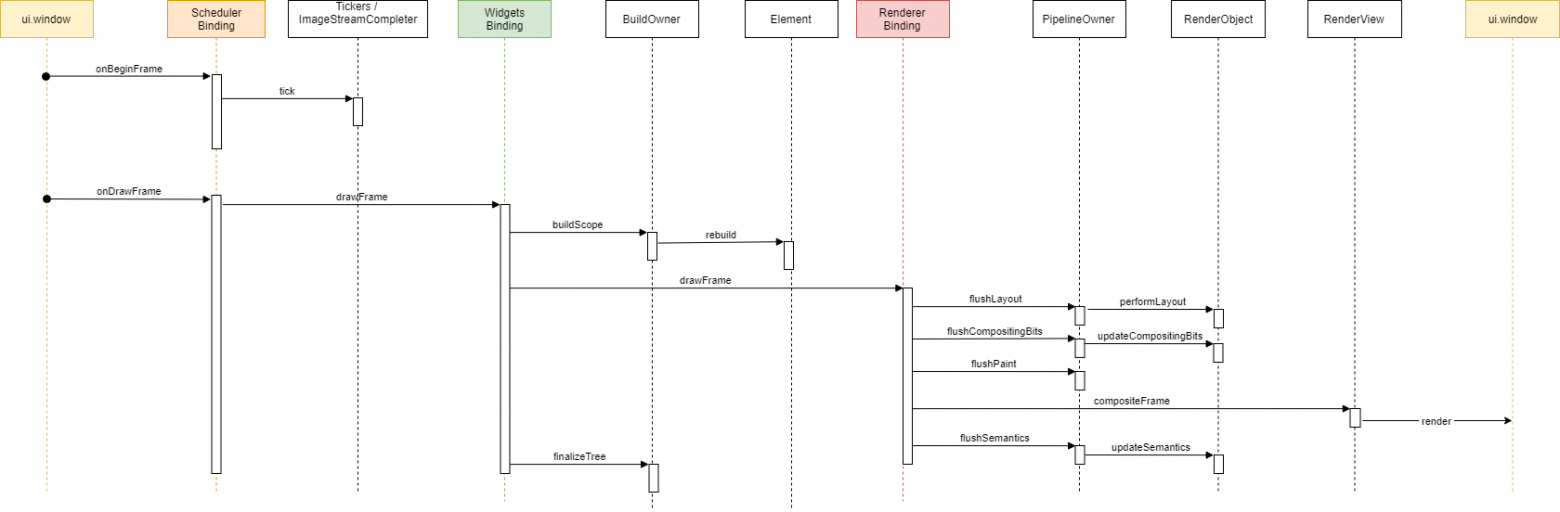 ui.window
Scheduler
Binding
Tickers /
ImageStreamCompleter
Widgets
Binding
BuildOwner
Element
Renderer
Binding
PipelineOwner
RenderObject
RenderView
ui.window
onBeginFrame
tick
onDrawFrame
drawFrame
buildScope
rebuild
drawFrame
flushLayout
performLayout
flushCompositingBits
updateCompositingBits
flushPaint
compositeFrame
render
flushSemantics
updateSemantics
finalizeTree